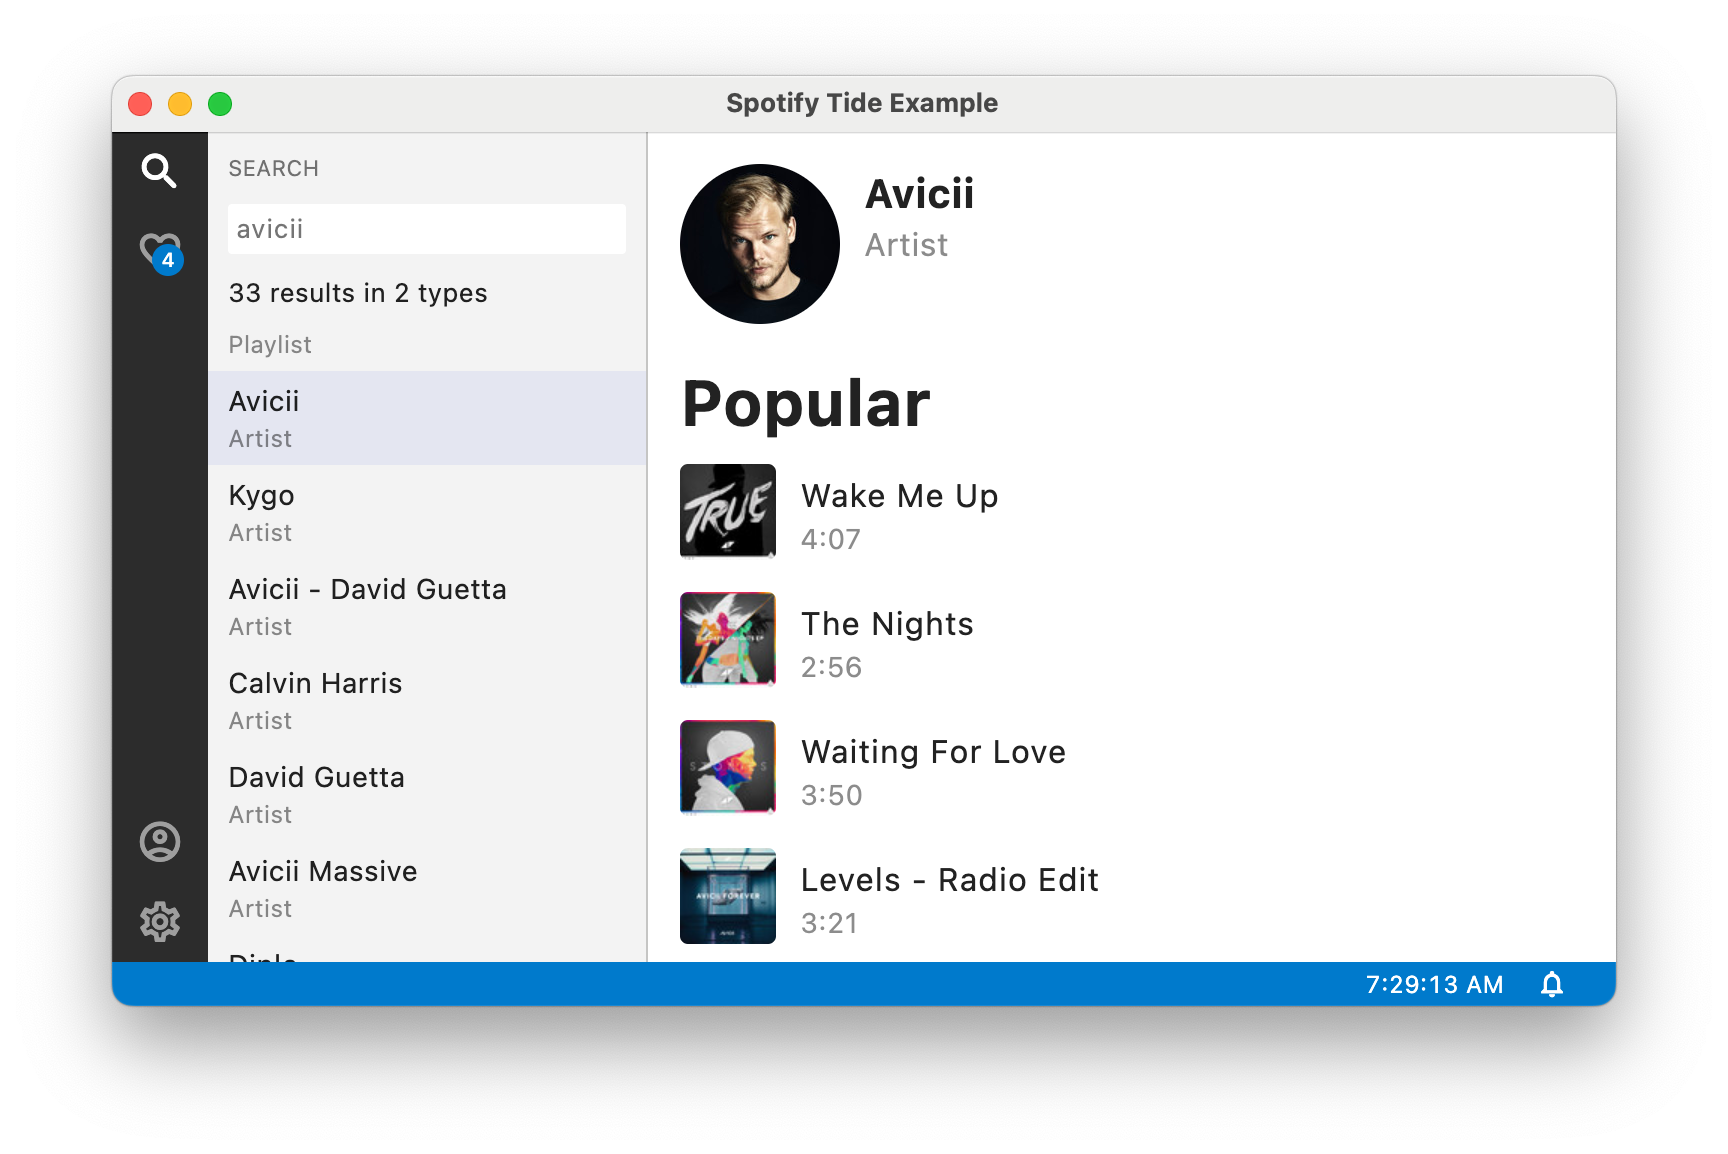 Spotify Tide Example
SEARCH
avicii
4
33 results in 2 types
Playlist
Avicii
Artist
Kygo
Artist
Avicii - David Guetta
Artist
Calvin Harris
Artist
David Guetta
Artist
Avicii Massive
Artist
Avicii
Artist
Popular
TRUE
Wake Me Up
4:07
The Nights
2:56
Waiting For Love
3:50
AVICII FOREVER
Levels - Radio Edit
3:21
7:29:13 AM